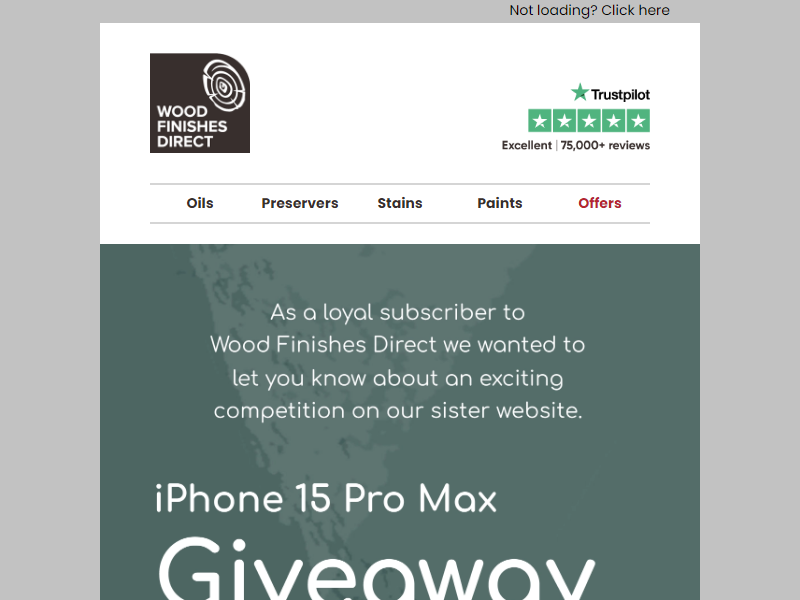 Not loading? Click here
WOOD
FINISHES
DIRECT
Trustpilot
Excellent | 75,000+ reviews
Oils Preservers Stains Paints Offers
As a loyal subscriber to
Wood Finishes Direct we wanted to
let you know about an exciting
competition on our sister website.
iPhone 15 Pro Max
Giveaway